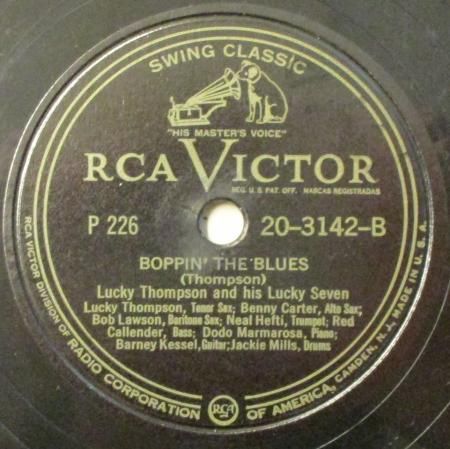 SWING CLASSIC
"HIS MASTER'S VOICE"
RCA VICTOR
REG. U. S. PAT. OFF. MARCAS REGISTRADAS
P 226
20-3142-B
BOPPIN' THE BLUES
(Thompson)
Lucky Thompson and his Lucky Seven
Lucky Thompson, Tenor Sax; Benny Carter, Alto Sax;
Bob Lawson, Baritone Sax; Neal Hefti, Trumpet; Red
Callender, Bass; Dodo Marmarosa, Piano;
Barney Kessel, Guitar; Jackie Mills, Drums
RCA VICTOR DIVISION OF RADIO CORPORATION OF AMERICA, CAMDEN, N. J., MADE IN U. S. A.
RCA